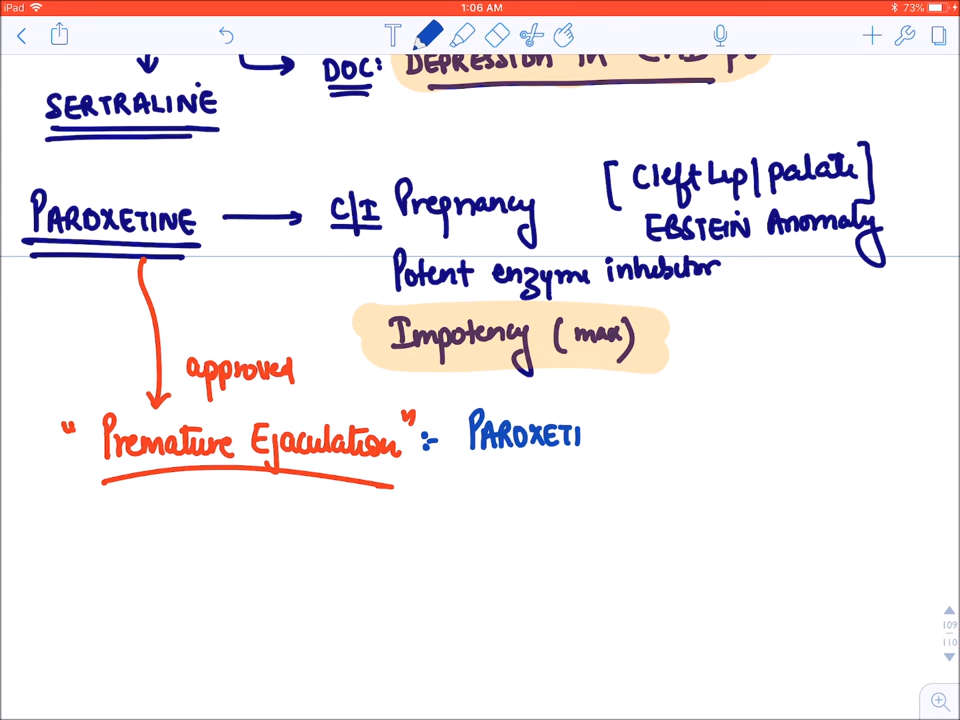 iPad 1:06 AM 73%
DOC: DEPRESSION in
SERTRALINE
PAROXETINE C/I Pregnancy [Cleft Lip/palate]
EBSTEIN Anomaly
Potent enzyme inhibitor
Impotency (max)
approved
"Premature Ejaculation" :- PAROXETI
109
110